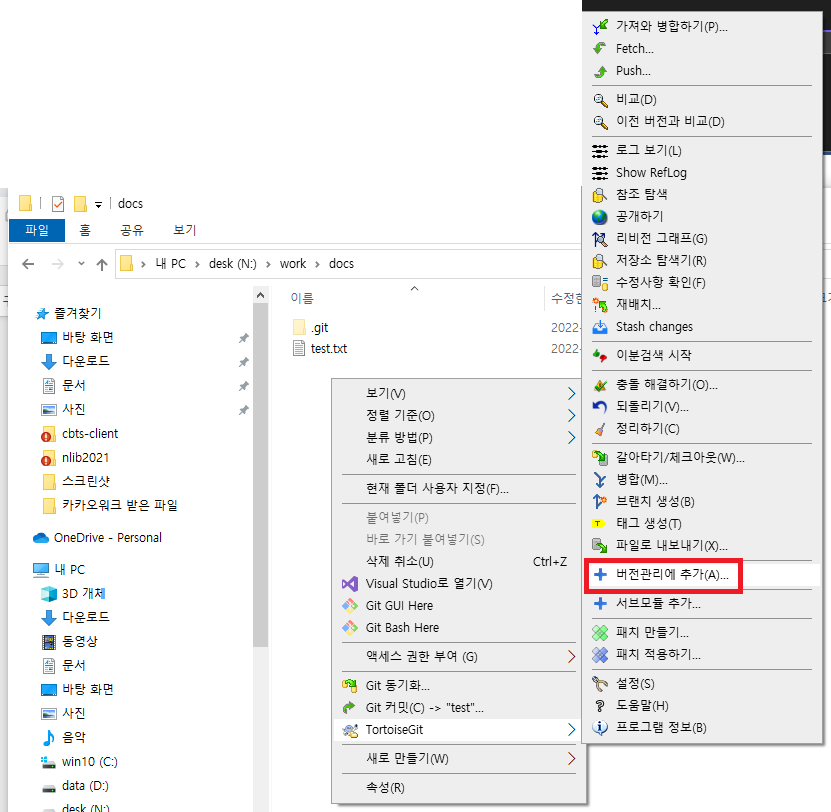 가져와 병합하기(P)...
Fetch...
Push...
비교(D)
이전 버전과 비교(D)
로그 보기(L)
Show RefLog
참조 탐색
공개하기
리비전 그래프(G)
저장소 탐색기(R)
수정사항 확인(F)
재배치...
Stash changes
이분검색 시작
충돌 해결하기(O)...
되돌리기(V)...
정리하기(C)
갈아타기/체크아웃(W)...
병합(M)...
브랜치 생성(B)
태그 생성(T)
파일로 내보내기(X)...
버전관리에 추가(A)...
서브모듈 추가...
패치 만들기...
패치 적용하기...
설정(S)
도움말(H)
프로그램 정보(B)
docs
파일 홈 공유 보기
내 PC desk (N:) work docs
이름 수정한
.git 2022-
test.txt 2022-
즐겨찾기
바탕 화면
다운로드
문서
사진
cbts-client
nlib2021
스크린샷
카카오워크 받은 파일
OneDrive - Personal
내 PC
3D 개체
다운로드
동영상
문서
바탕 화면
사진
음악
win10 (C:)
data (D:)
desk (N:)
보기(V)
정렬 기준(O)
분류 방법(P)
새로 고침(E)
현재 폴더 사용자 지정(F)...
붙여넣기(P)
바로 가기 붙여넣기(S)
삭제 취소(U) Ctrl+Z
Visual Studio로 열기(V)
Git GUI Here
Git Bash Here
액세스 권한 부여 (G)
Git 동기화...
Git 커밋(C) -> "test"...
TortoiseGit
새로 만들기(W)
속성(R)